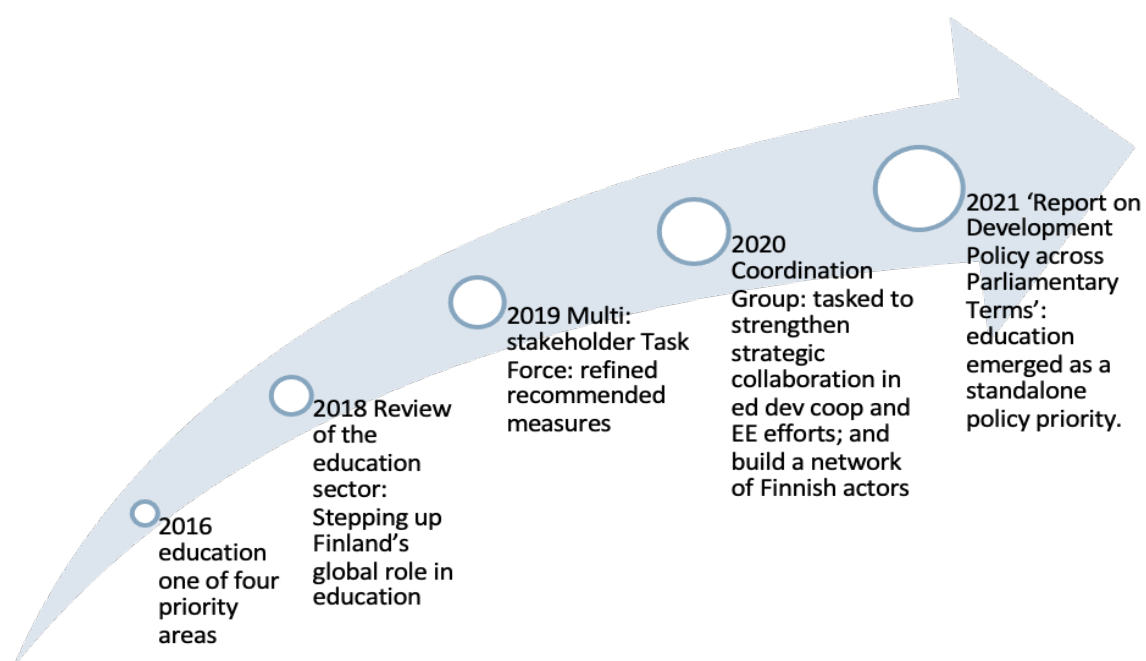 2016
education
one of four
priority
areas
2018 Review
of the
education
sector:
Stepping up
Finland's
global role in
education
2019 Multi:
stakeholder Task
Force: refined
recommended
measures
2020
Coordination
Group: tasked to
strengthen
strategic
collaboration in
ed dev coop and
EE efforts; and
build a network
of Finnish actors
2021 ‘Report on
Development
Policy across
Parliamentary
Terms’:
education
emerged as a
standalone
policy priority.